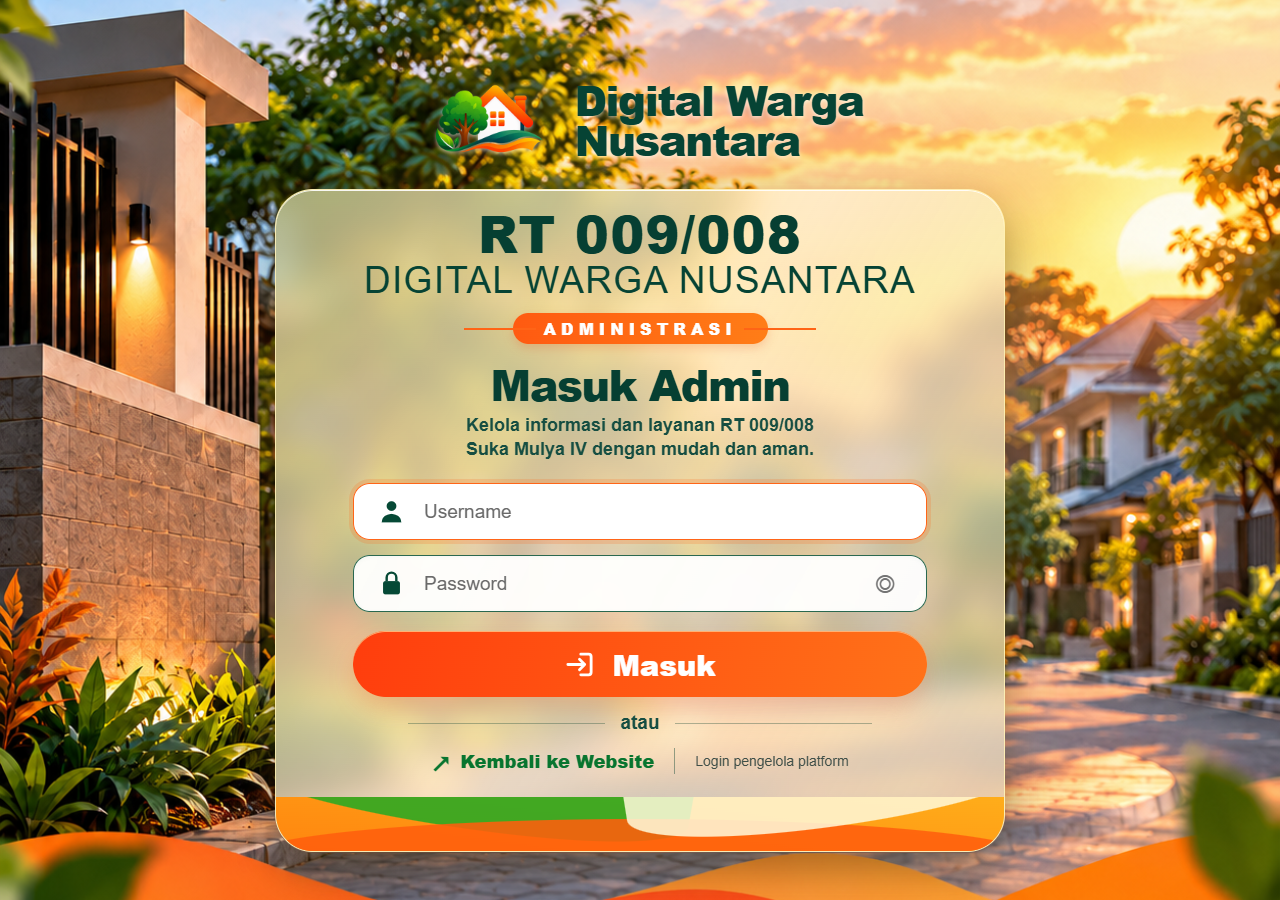 Digital Warga
Nusantara
RT 009/008
DIGITAL WARGA NUSANTARA
ADMINISTRASI
Masuk Admin
Kelola informasi dan layanan RT 009/008
Suka Mulya IV dengan mudah dan aman.
Username
Password
Masuk
atau
Kembali ke Website
Login pengelola platform